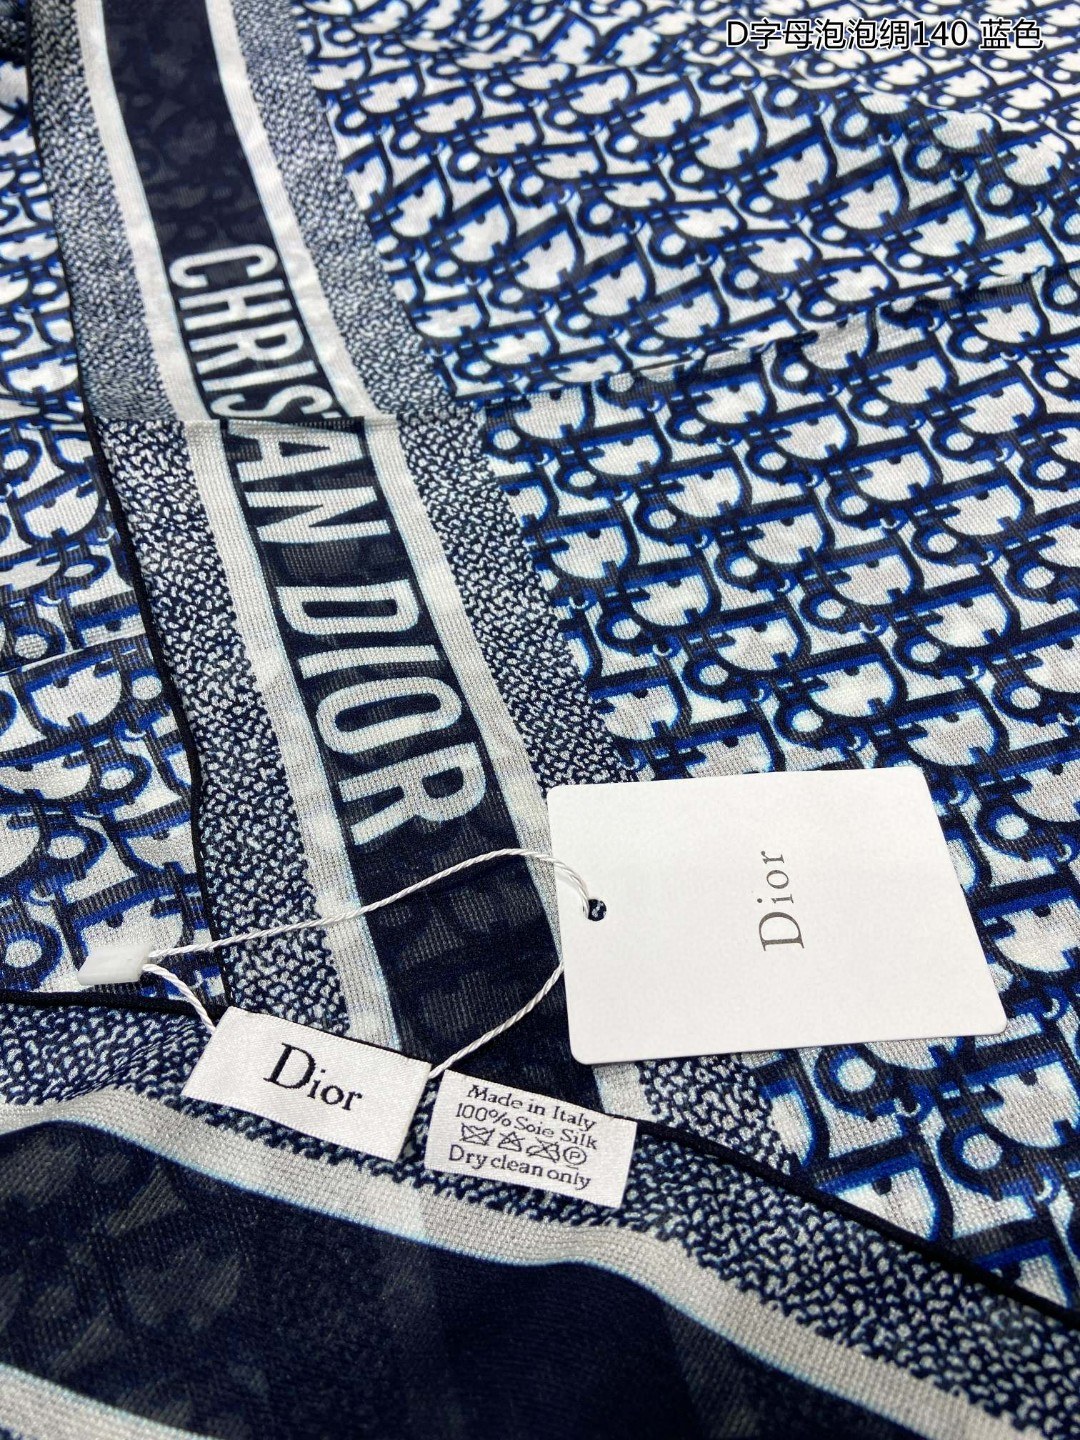 D字母泡泡绸140 蓝色
CHRISTIAN DIOR
Dior
Dior
Made in Italy
100% Soie Silk
Dry clean only